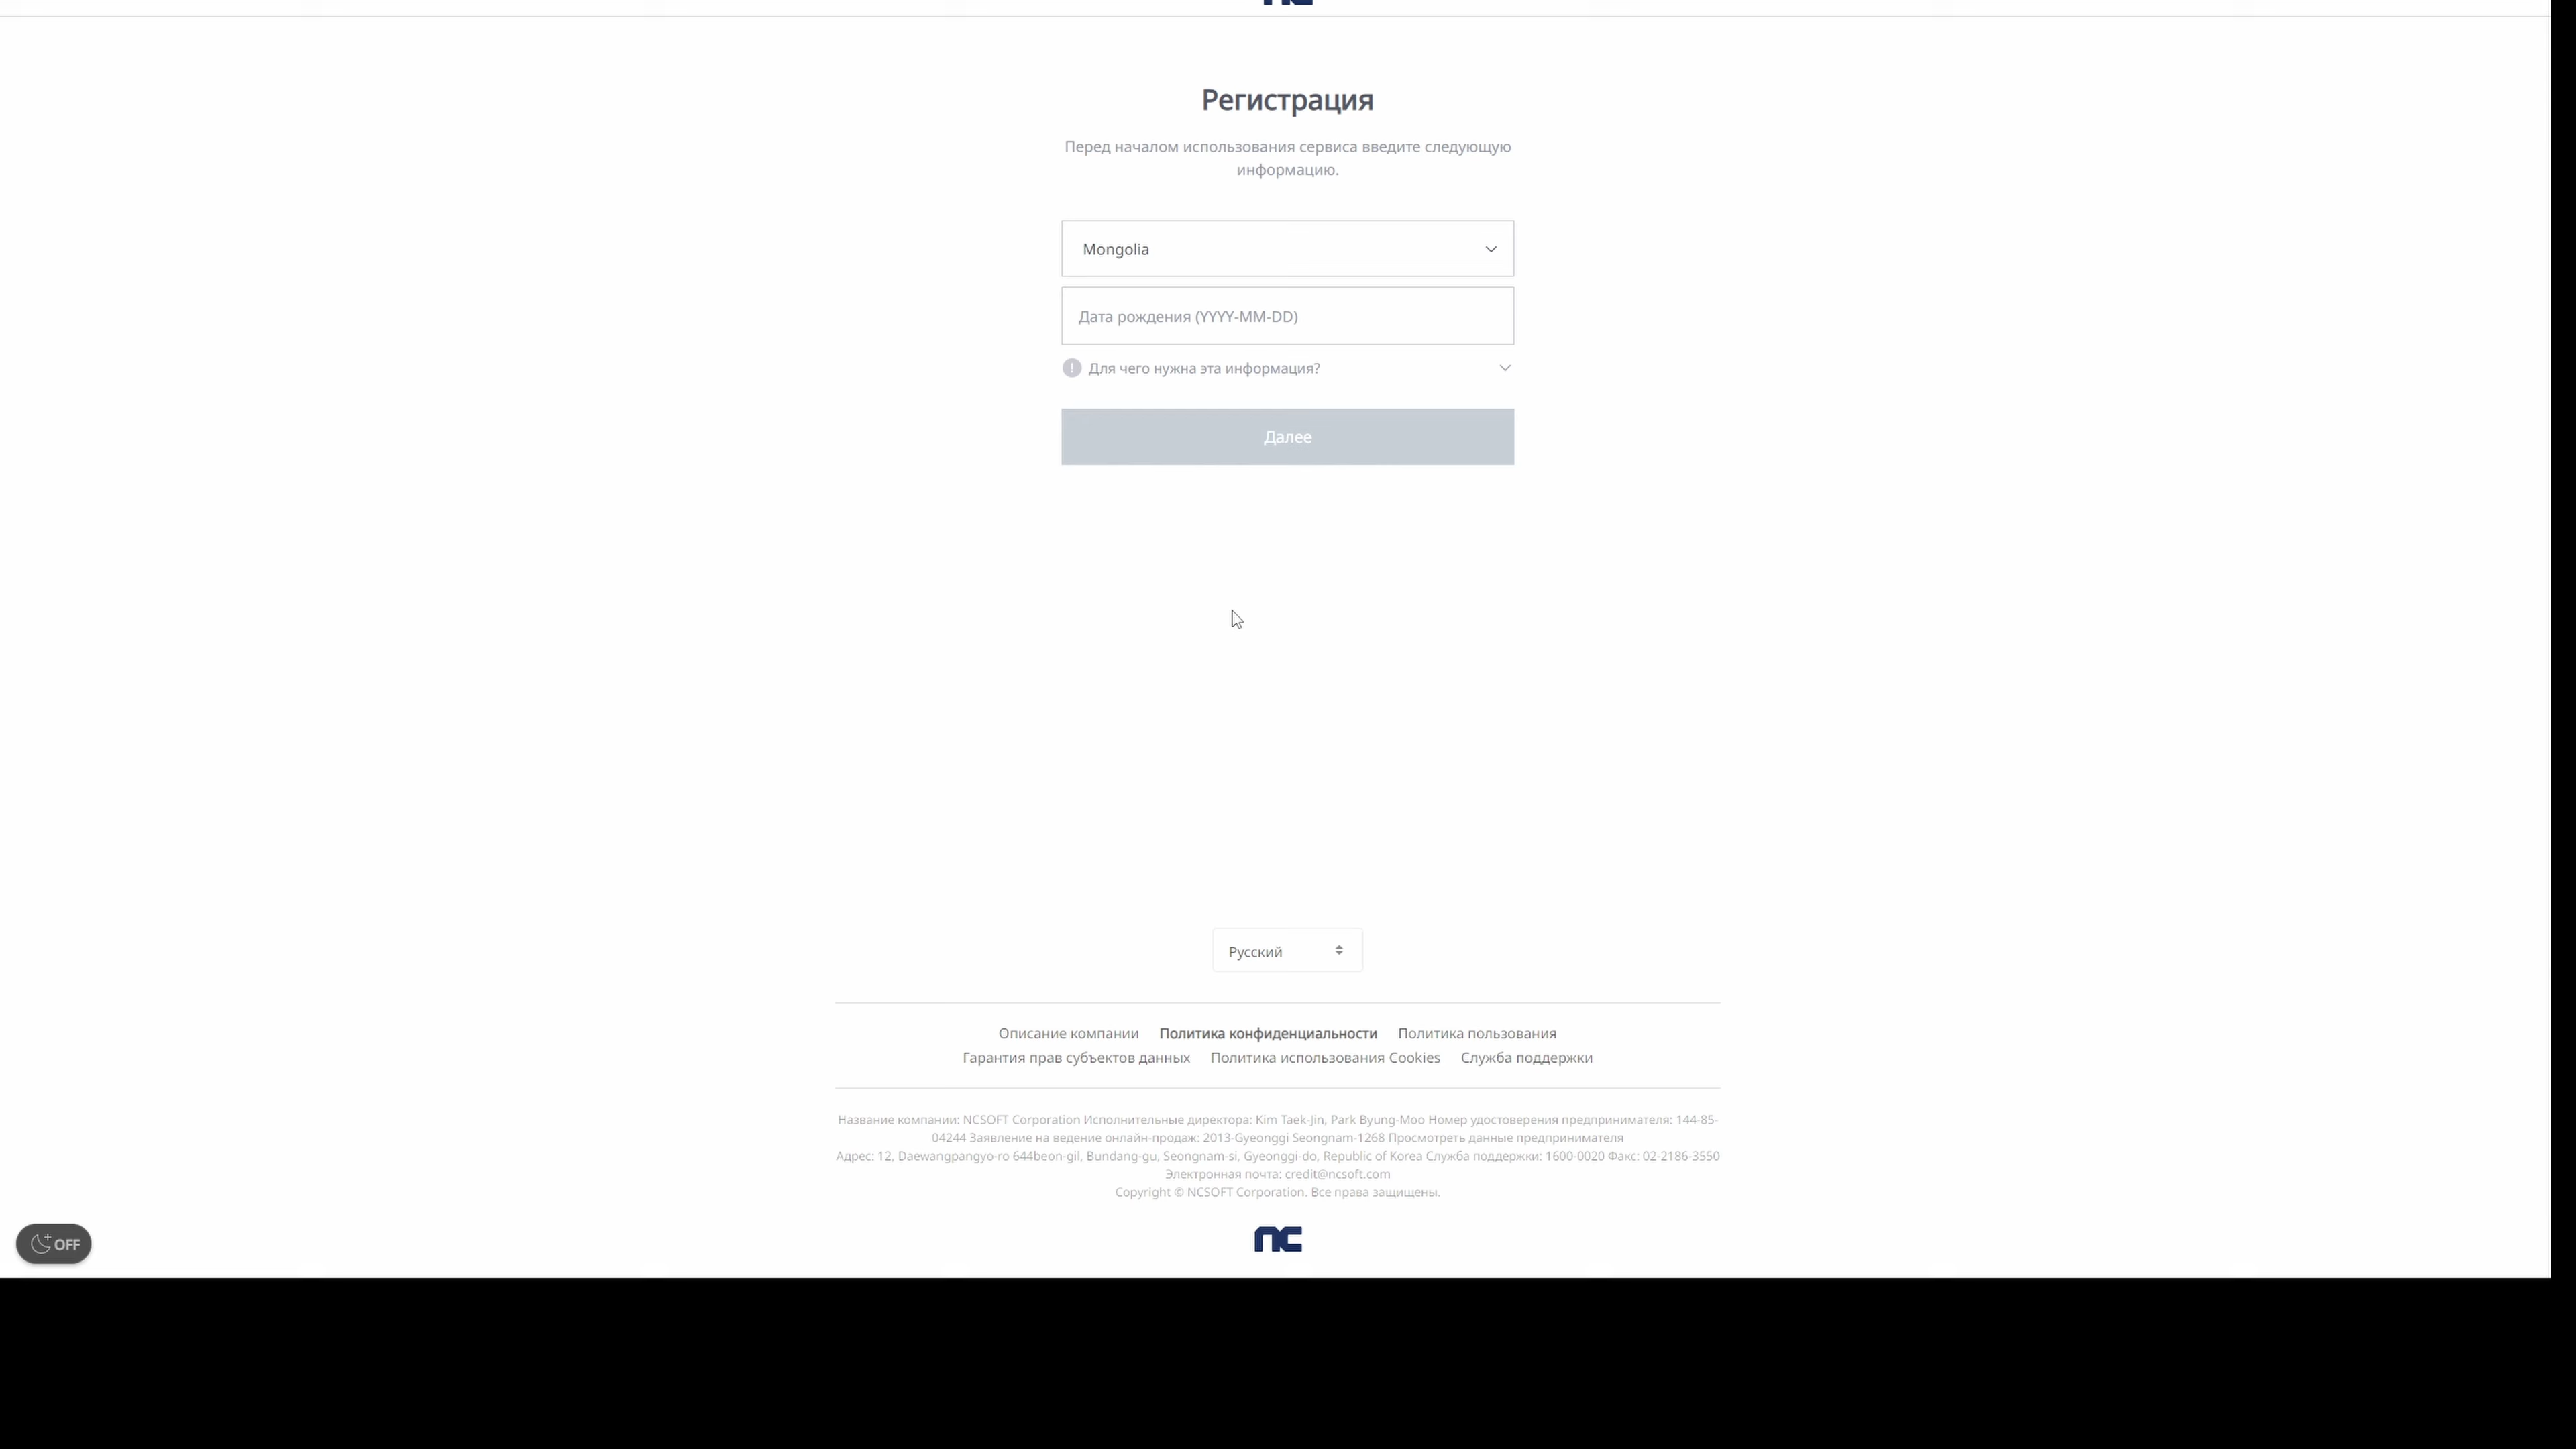 Регистрация
Перед началом использования сервиса введите следующую
информацию.
Mongolia
Дата рождения (YYYY-MM-DD)
Для чего нужна эта информация?
Далее
Русский
Описание компании Политика конфиденциальности Политика пользования
Гарантия прав субъектов данных Политика использования Cookies Служба поддержки
Название компании: NCSOFT Corporation Исполнительные директора: Kim Taek-Jin, Park Byung-Moo Номер удостоверения предпринимателя: 144-85-
04244 Заявление на ведение онлайн-продаж: 2013-Gyeonggi Seongnam-1268 Просмотреть данные предпринимателя
Адрес: 12, Daewangpangyo-ro 644beon-gil, Bundang-gu, Seongnam-si, Gyeonggi-do, Republic of Korea Служба поддержки: 1600-0020 Факс: 02-2186-3550
Электронная почта: credit@ncsoft.com
Copyright © NCSOFT Corporation. Все права защищены.
OFF
nc